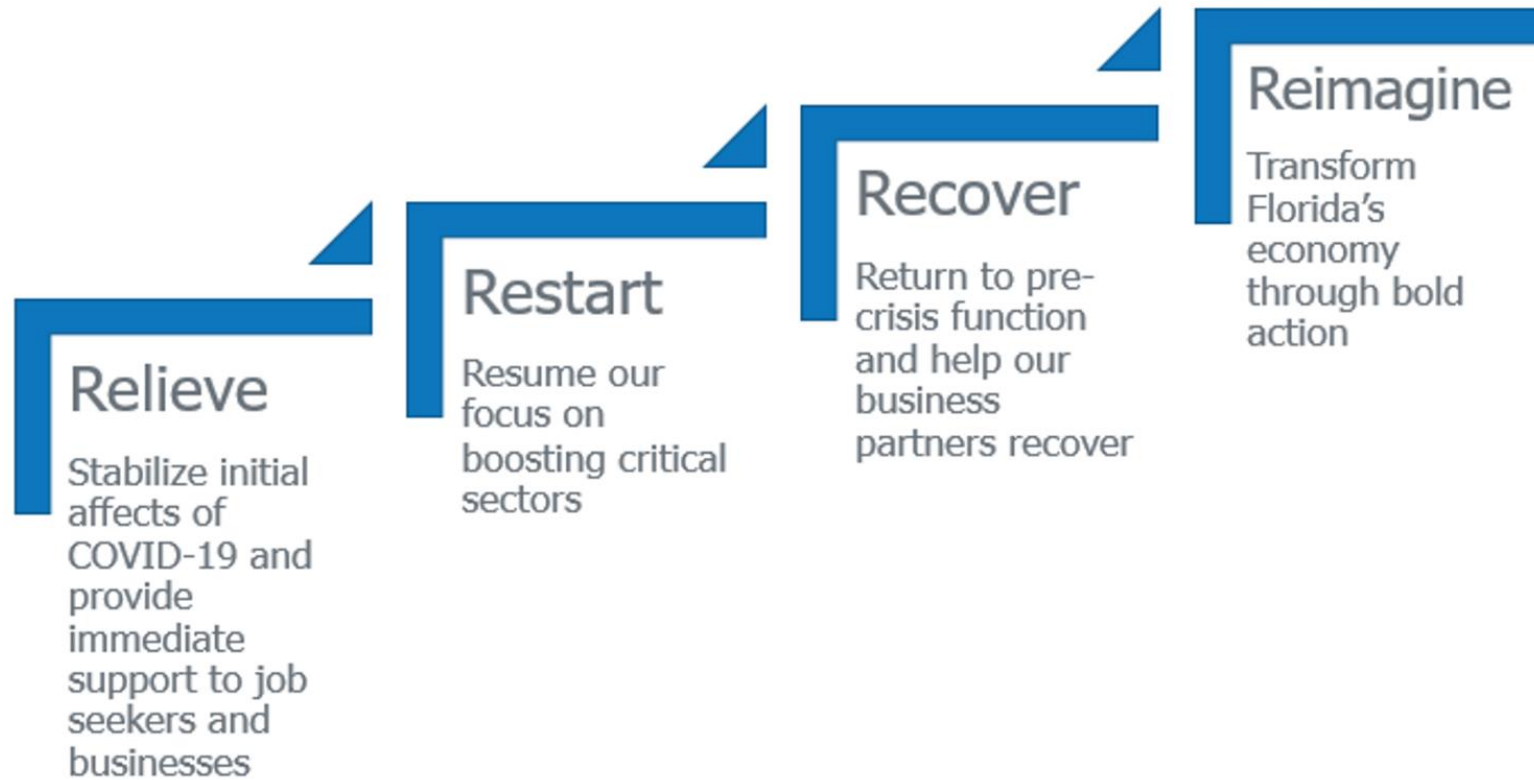 Relieve
Stabilize initial
affects of
COVID-19 and
provide
immediate
support to job
seekers and
businesses
Restart
Resume our
focus on
boosting critical
sectors
Recover
Return to pre-
crisis function
and help our
business
partners recover
Reimagine
Transform
Florida’s
economy
through bold
action